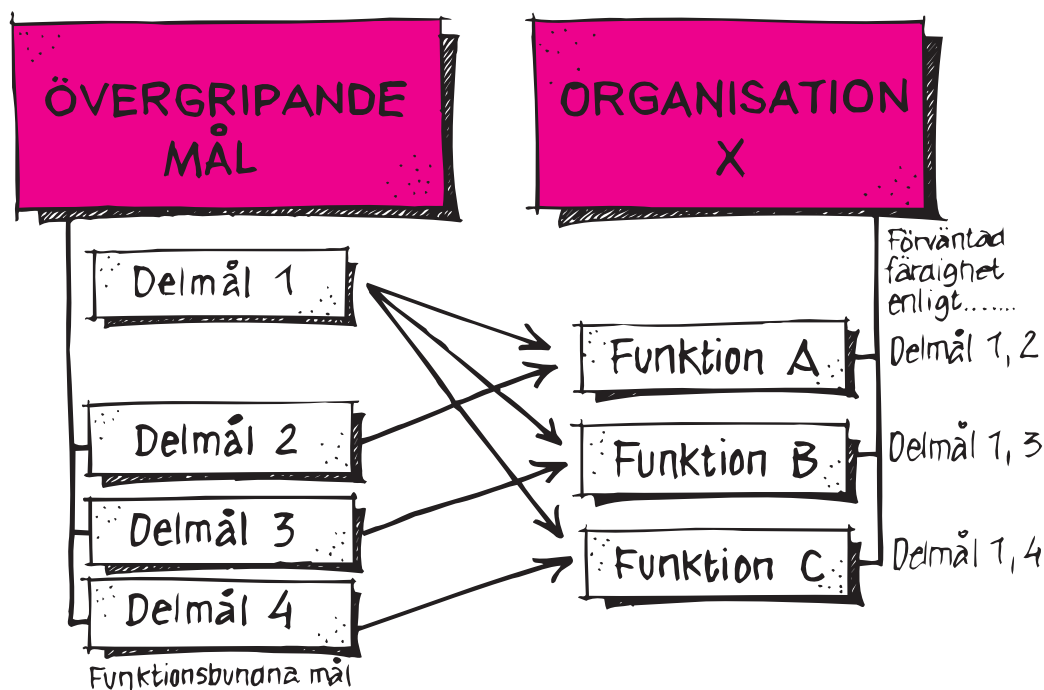 ÖVERGRIPANDE
MÅL
Delmål 1
Delmål 2
Delmål 3
Delmål 4
Funktionsbundna mål
ORGANISATION
X
Förväntad
färdighet
enligt.......
Funktion A
Delmål 1, 2
Funktion B
Delmål 1, 3
Funktion C
Delmål 1, 4